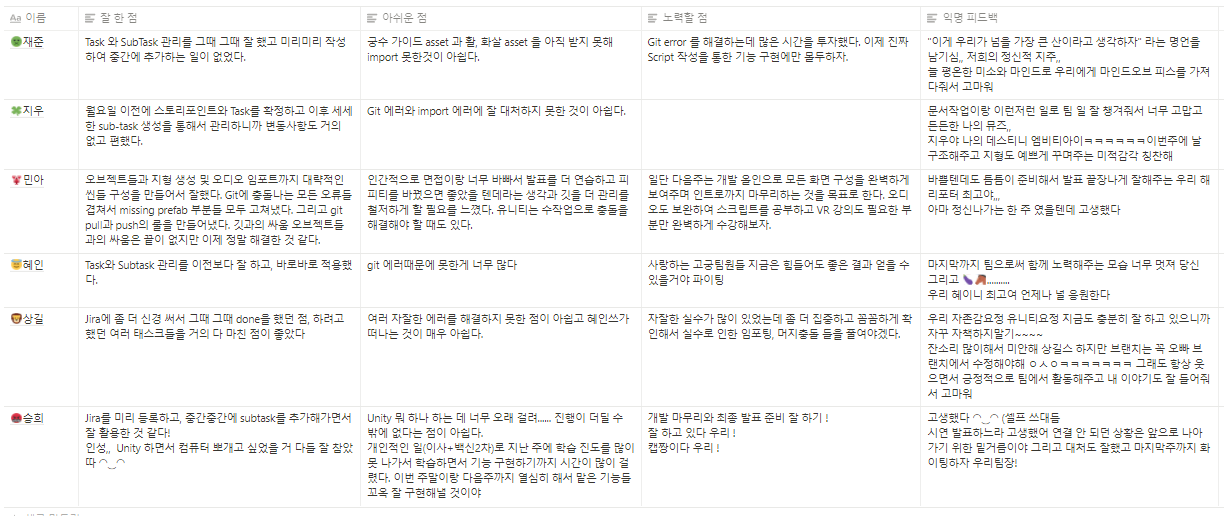 Aa 이름
잘 한 점
아쉬운 점
노력할 점
익명 피드백
재준
Task 와 SubTask 관리를 그때 그때 잘 했고 미리미리 작성
하여 중간에 추가하는 일이 없었다.
궁수 가이드 asset 과 활, 화살 asset 을 아직 받지 못해
import 못한것이 아쉽다.
Git error 를 해결하는데 많은 시간을 투자했다. 이제 진짜
Script 작성을 통한 기능 구현에만 몰두하자.
"이게 우리가 넘을 가장 큰 산이라고 생각하자" 라는 명언을
남기심,, 저희의 정신적 지주,,
늘 평온한 미소와 마인드로 우리에게 마인드오브 피스를 가져
다줘서 고마워
지우
월요일 이전에 스토리포인트와 Task를 확정하고 이후 세세
한 sub-task 생성을 통해서 관리하니까 변동사항도 거의
없고 편했다.
Git 에러와 import 에러에 잘 대처하지 못한 것이 아쉽다.
문서작업이랑 이런저런 일로 팀 일 잘 챙겨줘서 너무 고맙고
든든한 나의 뮤즈,,
지우야 나의 데스티니 엠비티아이ㅋㅋㅋㅋㅋㅋ이번주에 날
구조해주고 지형도 예쁘게 꾸며주는 미적감각 칭찬해
민아
오브젝트들과 지형 생성 및 오디오 임포트까지 대략적인
씬들 구성을 만들어서 잘했다. Git에 충돌나는 모든 오류들
겹쳐서 missing prefab 부분들 모두 고쳐냈다. 그리고 git
pull과 push의 룰을 만들어냈다. 깃과의 싸움 오브젝트들
과의 싸움은 끝이 없지만 이제 정말 해결한 것 같다.
인간적으로 면접이랑 너무 바빠서 발표를 더 연습하고 피
피티를 바꿨으면 좋았을 텐데라는 생각과 깃을 더 관리를
철저하게 할 필요를 느꼈다. 유니티는 수작업으로 충돌을
해결해야 할 때도 있다.
일단 다음주는 개발 올인으로 모든 화면 구성을 완벽하게
보여주며 인트로까지 마무리하는 것을 목표로 한다. 오디
오도 보완하여 스크립트를 공부하고 VR 강의도 필요한 부
분만 완벽하게 수강해보자.
바쁠텐데도 틈틈이 준비해서 발표 끝장나게 잘해주는 우리 해
리포터 최고야,,,
아마 정신나가는 한 주 였을텐데 고생했다
혜인
Task와 Subtask 관리를 이전보다 잘 하고, 바로바로 적용했
다.
git 에러때문에 못한게 너무 많다
사랑하는 고궁팀원들 지금은 힘들어도 좋은 결과 얻을 수
있을거야 파이팅
마지막까지 팀으로써 함께 노력해주는 모습 너무 멋져 당신
그리고 🍆..........
우리 혜이니 최고여 언제나 널 응원한다
상길
Jira에 좀 더 신경 써서 그때 그때 done을 했던 점, 하려고
했던 여러 태스크들을 거의 다 마친 점이 좋았다
여러 자잘한 에러를 해결하지 못한 점이 아쉽고 혜인쓰가
떠나는 것이 매우 아쉽다.
자잘한 실수가 많이 있었는데 좀 더 집중하고 꼼꼼하게 확
인해서 실수로 인한 임포팅, 머지충돌 들을 줄여야겠다.
우리 자존감요정 유니티요정 지금도 충분히 잘 하고 있으니까
자꾸 자책하지말기~~~~
잔소리 많이해서 미안해 상길스 하지만 브랜치는 꼭 오빠 브
랜치에서 수정해야해 ㅇㅅㅇㅋㅋㅋㅋㅋㅋㅋ 그래도 항상 웃
으면서 긍정적으로 팀에서 활동해주고 내 이야기도 잘 들어줘
서 고마워
승희
Jira를 미리 등록하고, 중간중간에 subtask를 추가해가면서
잘 활용한 것 같다!
인성,, Unity 하면서 컴퓨터 뽀개고 싶었을 거 다들 잘 참았
따 ◠‿◠
Unity 뭐 하나 하는 데 너무 오래 걸려...... 진행이 더딜 수
밖에 없다는 점이 아쉽다.
개인적인 일(이사+백신2차)로 지난 주에 학습 진도를 많이
못 나가서 학습하면서 기능 구현하기까지 시간이 많이 걸
렸다. 이번 주말이랑 다음주까지 열심히 해서 맡은 기능들
꼬옥 잘 구현해낼 것이야
개발 마무리와 최종 발표 준비 잘 하기 !
잘 하고 있다 우리 !
캡짱이다 우리 !
고생했다 ◠‿◠ (셀프 쓰대듬
시연 발표하느라 고생했어 연결 안 되던 상황은 앞으로 나아
가기 위한 밑거름이야 그리고 대처도 잘했고 마지막주까지 화
이팅하자 우리팀장!